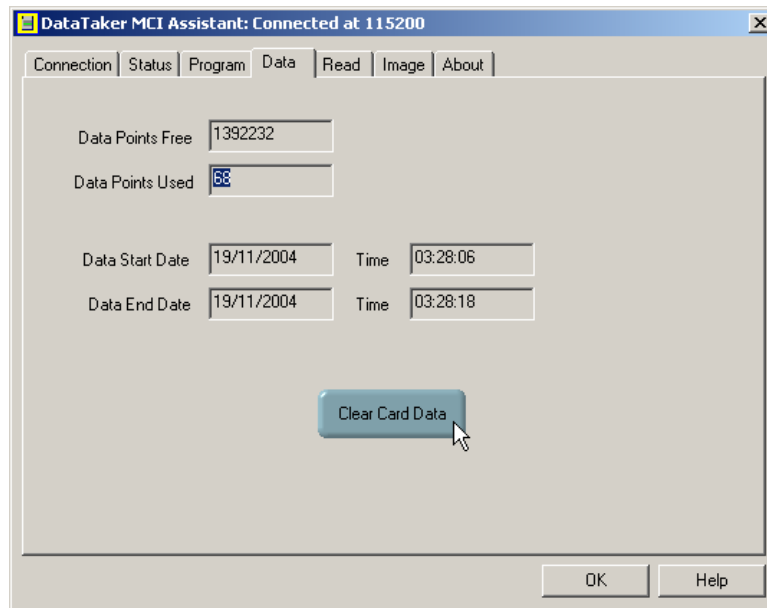 DataTaker MCI Assistant: Connected at 115200
Connection Status Program Data Read Image About
Data Points Free 1392232
Data Points Used 68
Data Start Date 19/11/2004 Time 03:28:06
Data End Date 19/11/2004 Time 03:28:18
Clear Card Data
OK Help